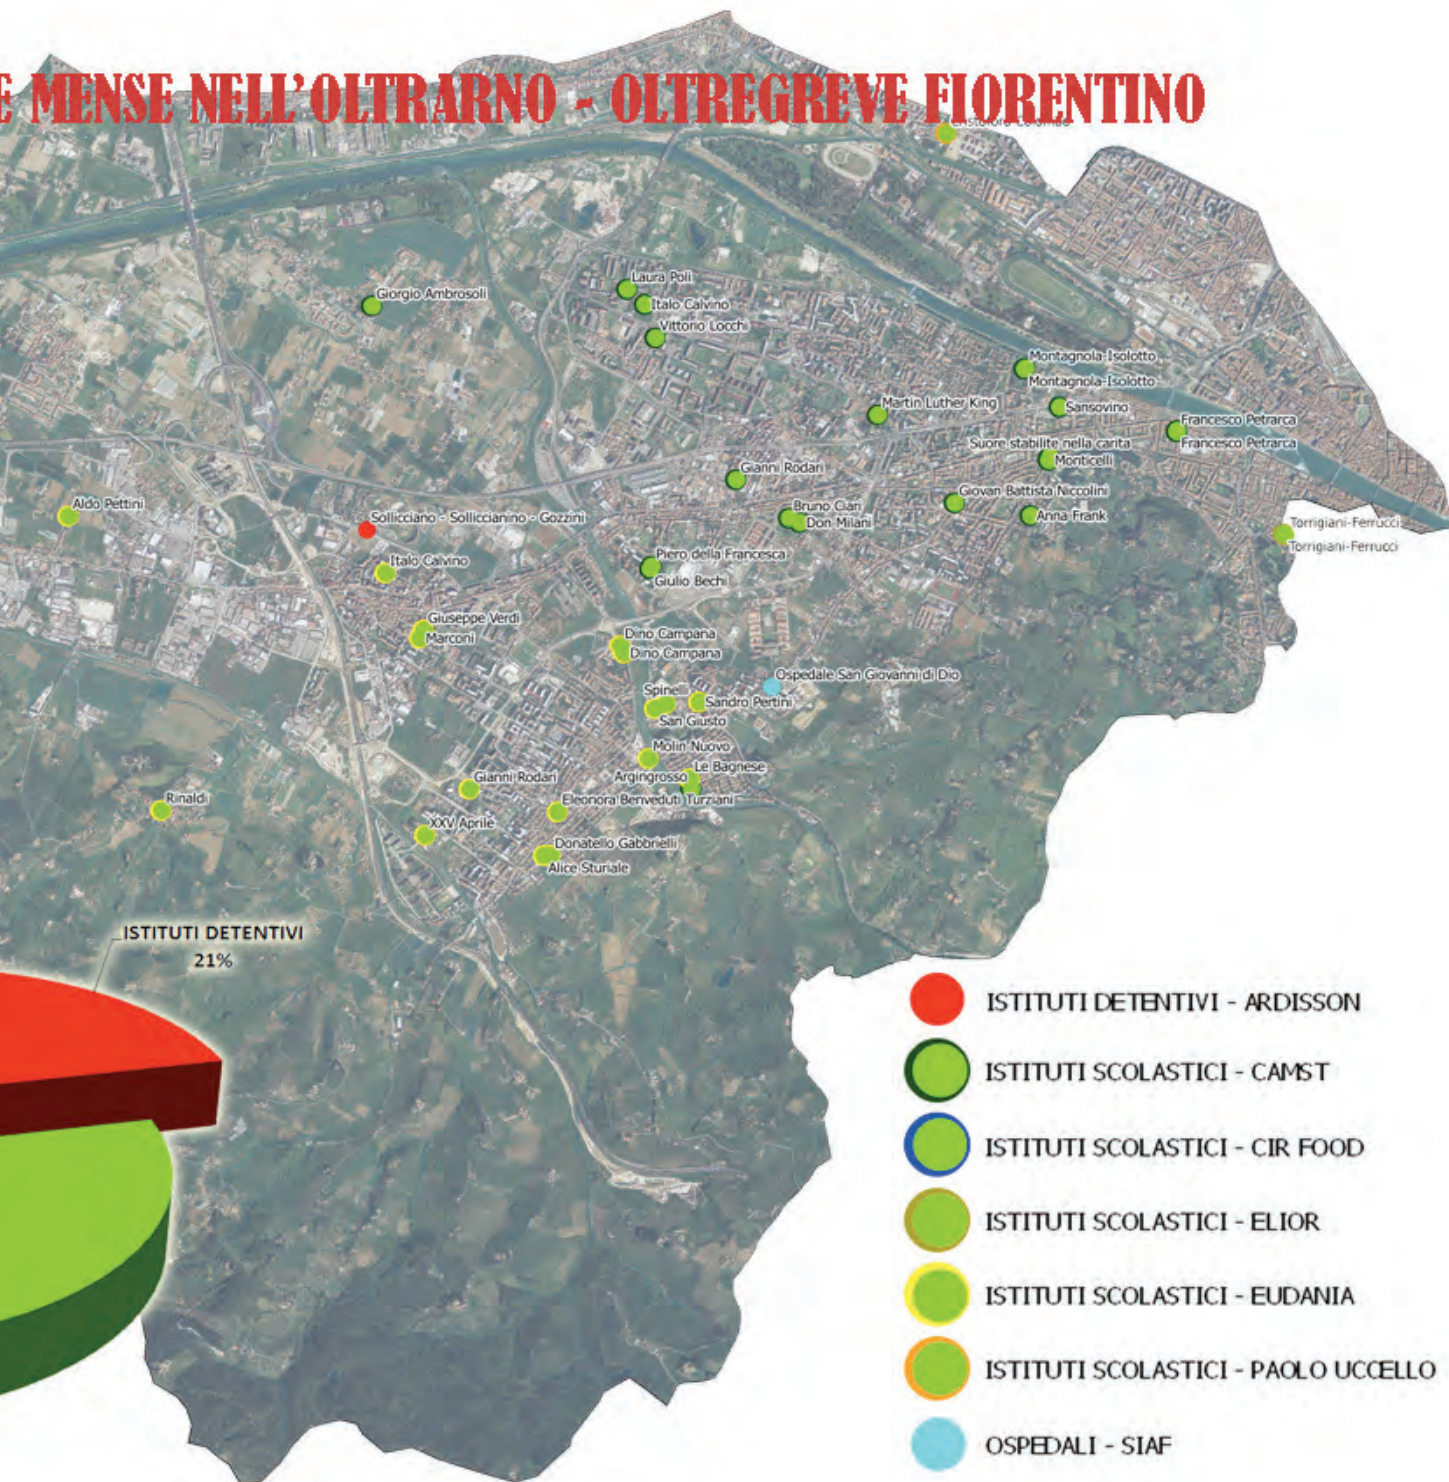 E MENSE NELL'OLTRARNO - OLTREGREVE FIORENTINO
Cristoforo Colombo
Laura Poli
Giorgio Ambrosoli
Italo Calvino
Vittorio Locchi
Montagnola-Isolotto
Montagnola-Isolotto
Martin Luther King
Sansovino
Francesco Petrarca
Suore stabilite nella carita
Francesco Petrarca
Monticelli
Gianni Rodari
Giovan Battista Niccolini
Aldo Pettini
Bruno Ciari
Sollicciano - Solliccianino - Gozzini
Anna Frank
Don Milani
Torrigiani-Ferrucci
Torrigiani-Ferrucci
Piero della Francesca
Italo Calvino
Giulio Bechi
Giuseppe Verdi
Dino Campana
Marconi
Dino Campana
Ospedale San Giovanni di Dio
Spinelli
Sandro Pertini
San Giusto
Molin Nuovo
Le Bagnese
Gianni Rodari
Argingrosso
Rinaldi
Eleonora Benveduti Turziani
XXV Aprile
Donatello Gabbrielli
Alice Sturiale
ISTITUTI DETENTIVI
21%
ISTITUTI DETENTIVI - ARDISSON
ISTITUTI SCOLASTICI - CAMST
ISTITUTI SCOLASTICI - CIR FOOD
ISTITUTI SCOLASTICI - ELIOR
ISTITUTI SCOLASTICI - EUDANIA
ISTITUTI SCOLASTICI - PAOLO UCCELLO
OSPEDALI - SIAF